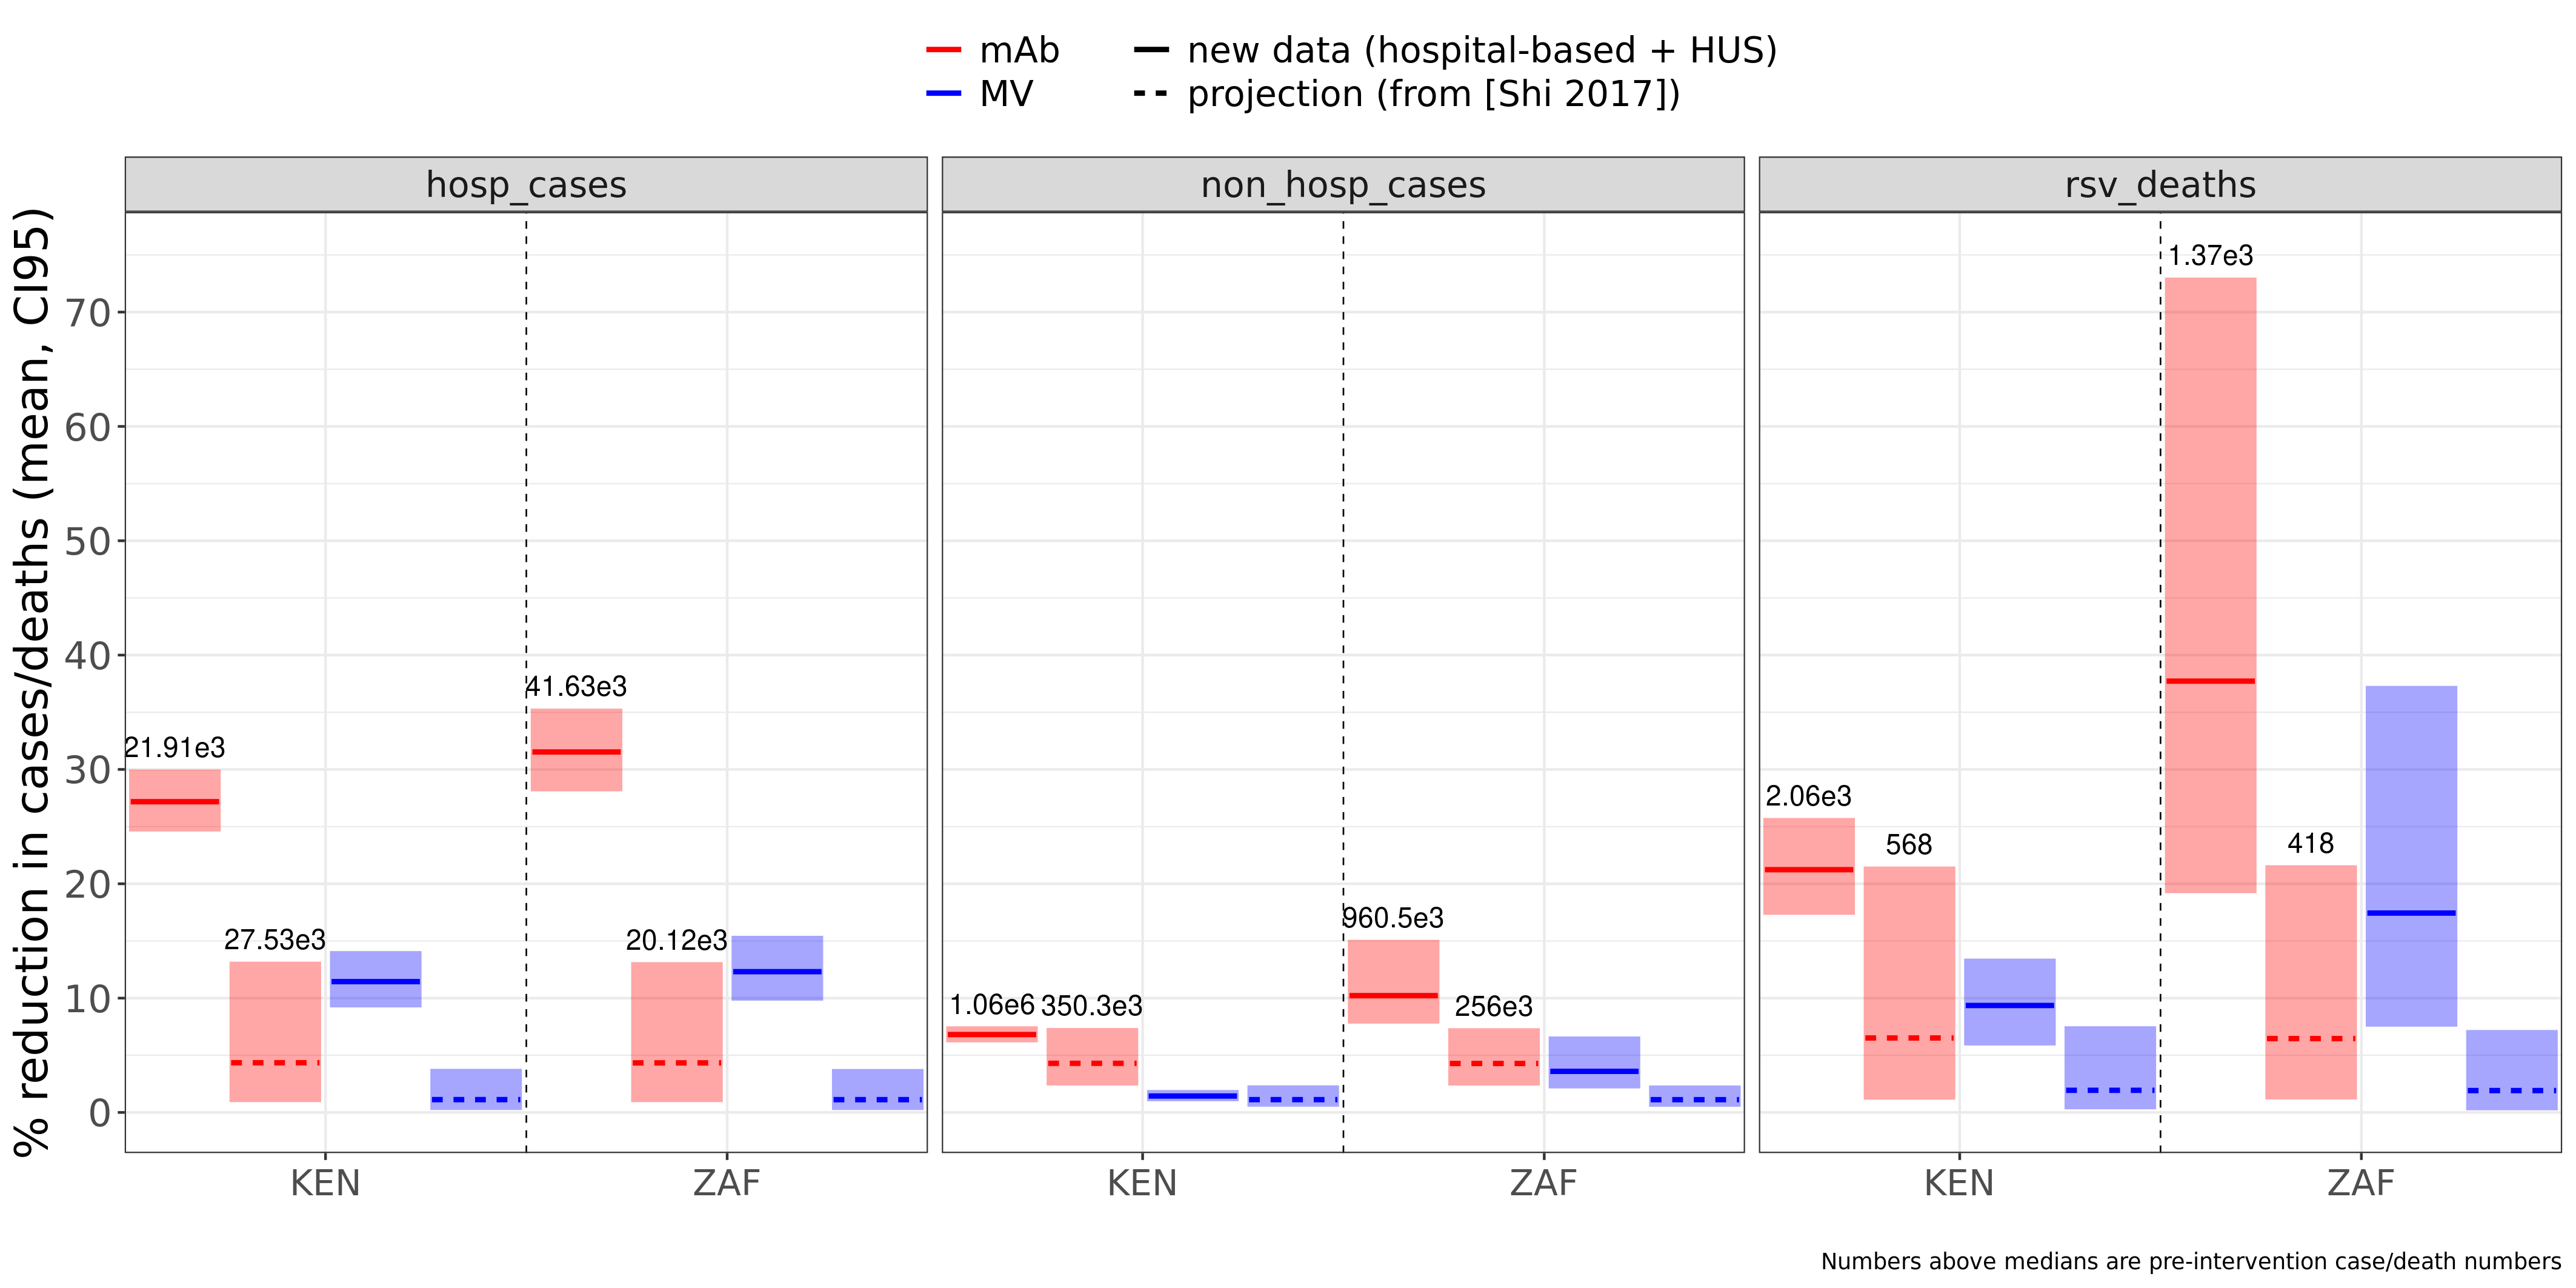 mAb
MV
new data (hospital-based + HUS)
projection (from [Shi 2017])
hosp_cases
non_hosp_cases
rsv_deaths
% reduction in cases/deaths (mean, CI95)
70
60
50
40
30
20
10
0
21.91e3
27.53e3
41.63e3
20.12e3
1.06e6
350.3e3
960.5e3
256e3
2.06e3
568
1.37e3
418
KEN
ZAF
KEN
ZAF
KEN
ZAF
Numbers above medians are pre-intervention case/death numbers